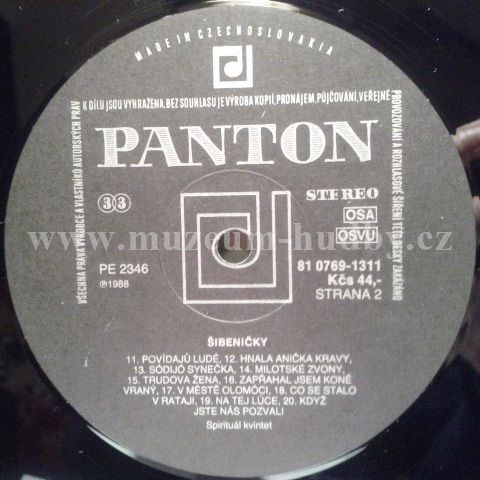 MADE IN CZECHOSLOVAKIA
VŠECHNA PRÁVA VÝROBCE A VLASTNÍKŮ AUTORSKÝCH PRÁV
K DÍLU JSOU VYHRAŽENA. BEZ SOUHLASU JE VÝROBA KOPIÍ, PRONÁJEM, PŮJČOVÁNÍ, VEŘEJNÉ
PROVOZOVÁNÍ A ROZHLASOVÉ ŠÍŘENÍ TÉTO DESKY ZAKÁZÁNO
PANTON
33
STEREO
OSA
OSVU
www.muzeum-hudby.cz
PE 2346
℗1988
81 0769-1311
Kčs 44,-
STRANA 2
ŠIBENIČKY
11. POVÍDAJÚ LUDÉ, 12. HNALA ANIČKA KRAVY,
13. SÓDIJÓ SYNEČKA, 14. MILOTSKÉ ZVONY,
15. TRUDOVA ŽENA, 16. ZAPŘAHAL JSEM KONĚ
VRANÝ, 17. V MĚSTĚ OLOMÓCI, 18. CO SE STALO
V RATAJI, 19. NA TEJ LÚCE, 20. KDYŽ
JSTE NÁS POZVALI
Spirituál kvintet